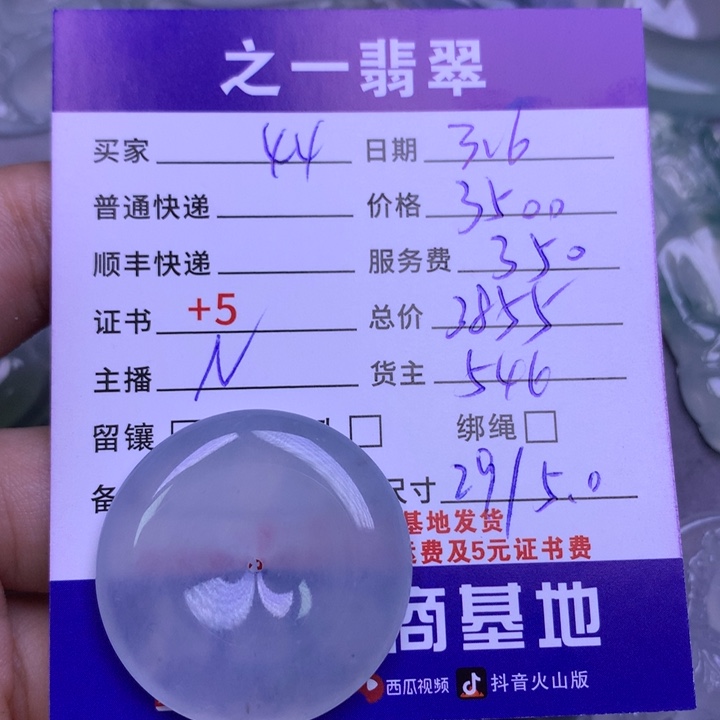 之一翡翠
买家 44 日期 3.6
普通快递 价格 3500
顺丰快递 服务费 350
证书 +5 总价 3855
主播 N 货主 546
留镶 绑绳
备 尺寸 29/5.0
基地发货
运费及5元证书费
商基地
西瓜视频 抖音火山版